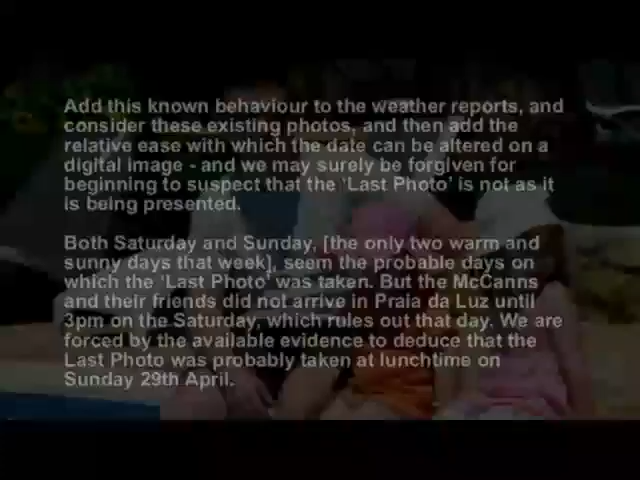 Add this known behaviour to the weather reports, and
consider these existing photos, and then add the
relative ease with which the date can be altered on a
digital image - and we may surely be forgiven for
beginning to suspect that the 'Last Photo' is not as it
is being presented.
Both Saturday and Sunday, [the only two warm and
sunny days that week], seem the probable days on
which the 'Last Photo' was taken. But the McCanns
and their friends did not arrive in Praia da Luz until
3pm on the Saturday, which rules out that day. We are
forced by the available evidence to deduce that the
Last Photo was probably taken at lunchtime on
Sunday 29th April.